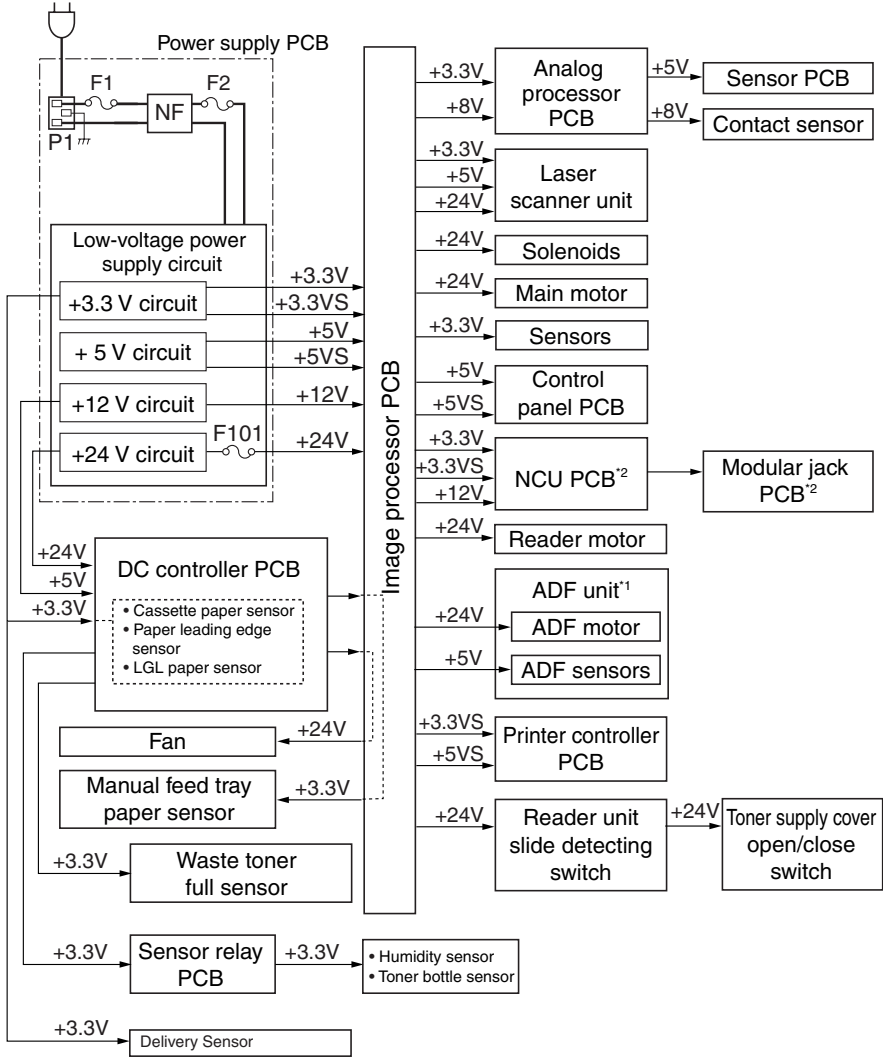 Power supply PCB
F1
F2
NF
P1
Low-voltage power
supply circuit
+3.3 V circuit
+ 5 V circuit
+12 V circuit
+24 V circuit
F101
+3.3V
+3.3VS
+5V
+5VS
+12V
+24V
Image processor PCB
+3.3V
+8V
Analog
processor
PCB
+5V
Sensor PCB
+8V
Contact sensor
+3.3V
+5V
+24V
Laser
scanner unit
+24V
Solenoids
+24V
Main motor
+3.3V
Sensors
+5V
+5VS
Control
panel PCB
+3.3V
+3.3VS
+12V
NCU PCB*2
Modular jack
PCB*2
+24V
Reader motor
ADF unit*1
+24V
ADF motor
+5V
ADF sensors
+3.3VS
+5VS
Printer controller
PCB
+24V
Reader unit
slide detecting
switch
+24V
Toner supply cover
open/close
switch
+24V
+5V
+3.3V
DC controller PCB
• Cassette paper sensor
• Paper leading edge
sensor
• LGL paper sensor
Fan
+24V
Manual feed tray
paper sensor
+3.3V
+3.3V
Waste toner
full sensor
+3.3V
Sensor relay
PCB
+3.3V
• Humidity sensor
• Toner bottle sensor
+3.3V
Delivery Sensor